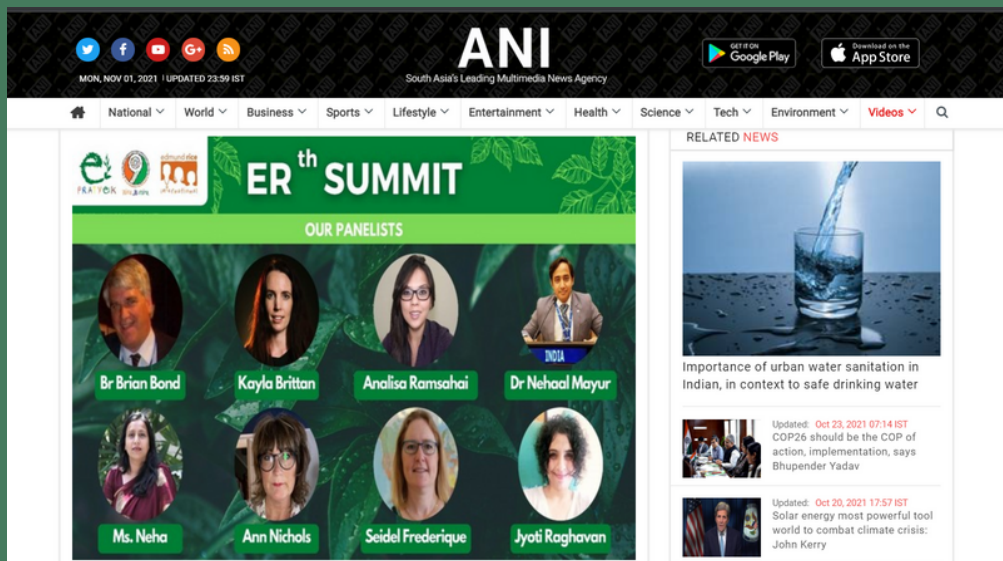 ANI
South Asia's Leading Multimedia News Agency
MON, NOV 01, 2021 | UPDATED 23:59 IST
GET IT ON
Google Play
Download on the
App Store
National World Business Sports Lifestyle Entertainment Health Science Tech Environment Videos
e
PRATYEK
edmund rice
international
ER th SUMMIT
OUR PANELISTS
Br Brian Bond
Kayla Brittan
Analisa Ramsahai
INDIA
Dr Nehaal Mayur
Ms. Neha
Ann Nichols
Seidel Frederique
Jyoti Raghavan
RELATED NEWS
Importance of urban water sanitation in
Indian, in context to safe drinking water
Updated: Oct 23, 2021 07:14 IST
COP26 should be the COP of
action, implementation, says
Bhupender Yadav
Updated: Oct 20, 2021 17:57 IST
Solar energy most powerful tool
world to combat climate crisis:
John Kerry